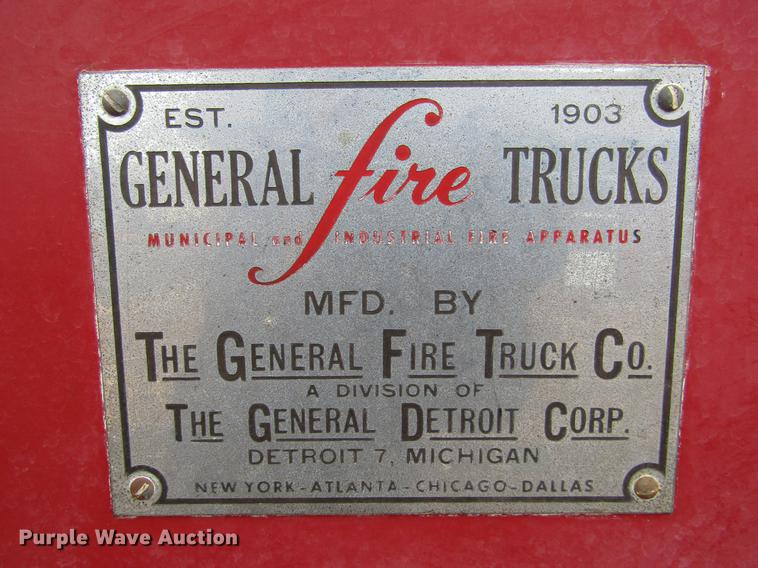 EST. 1903
GENERAL fire TRUCKS
MUNICIPAL and INDUSTRIAL FIRE APPARATUS
MFD. BY
THE GENERAL FIRE TRUCK CO.
A DIVISION OF
THE GENERAL DETROIT CORP.
DETROIT 7, MICHIGAN
NEW YORK - ATLANTA - CHICAGO - DALLAS
Purple Wave Auction